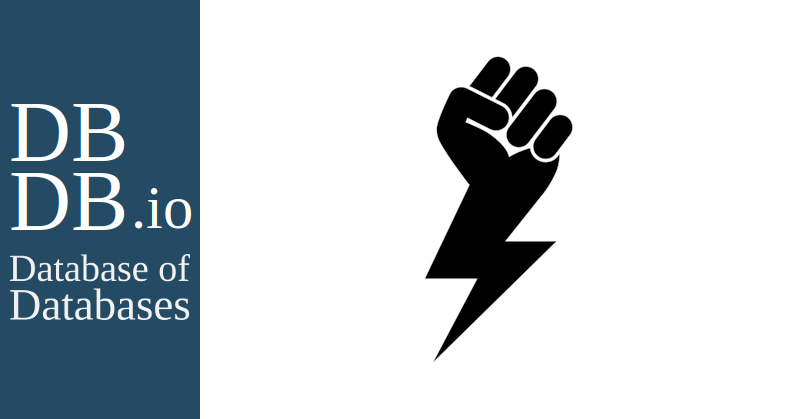 DB
DB.io
Database of
Databases